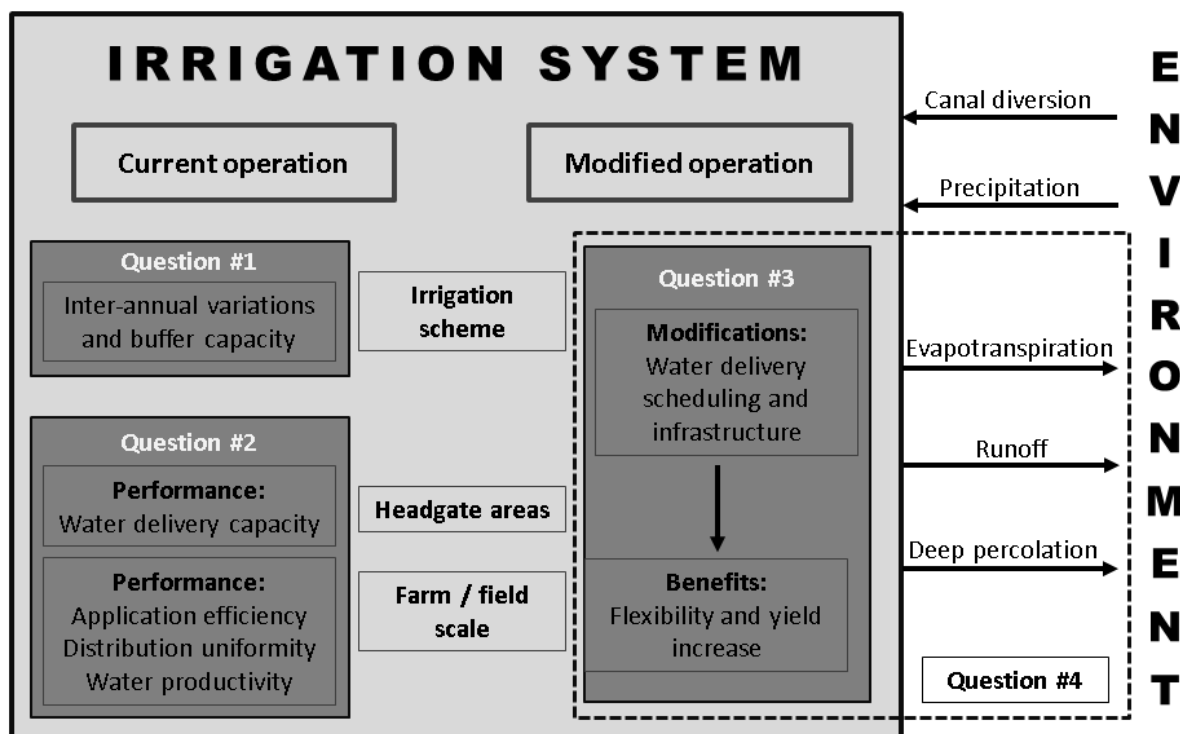 IRRIGATION SYSTEM
Current operation
Modified operation
Question #1
Inter-annual variations
and buffer capacity
Irrigation
scheme
Question #2
Performance:
Water delivery capacity
Headgate areas
Performance:
Application efficiency
Distribution uniformity
Water productivity
Farm / field
scale
Question #3
Modifications:
Water delivery
scheduling and
infrastructure
Benefits:
Flexibility and yield
increase
Canal diversion
Precipitation
Evapotranspiration
Runoff
Deep percolation
Question #4
ENVIRONMENT